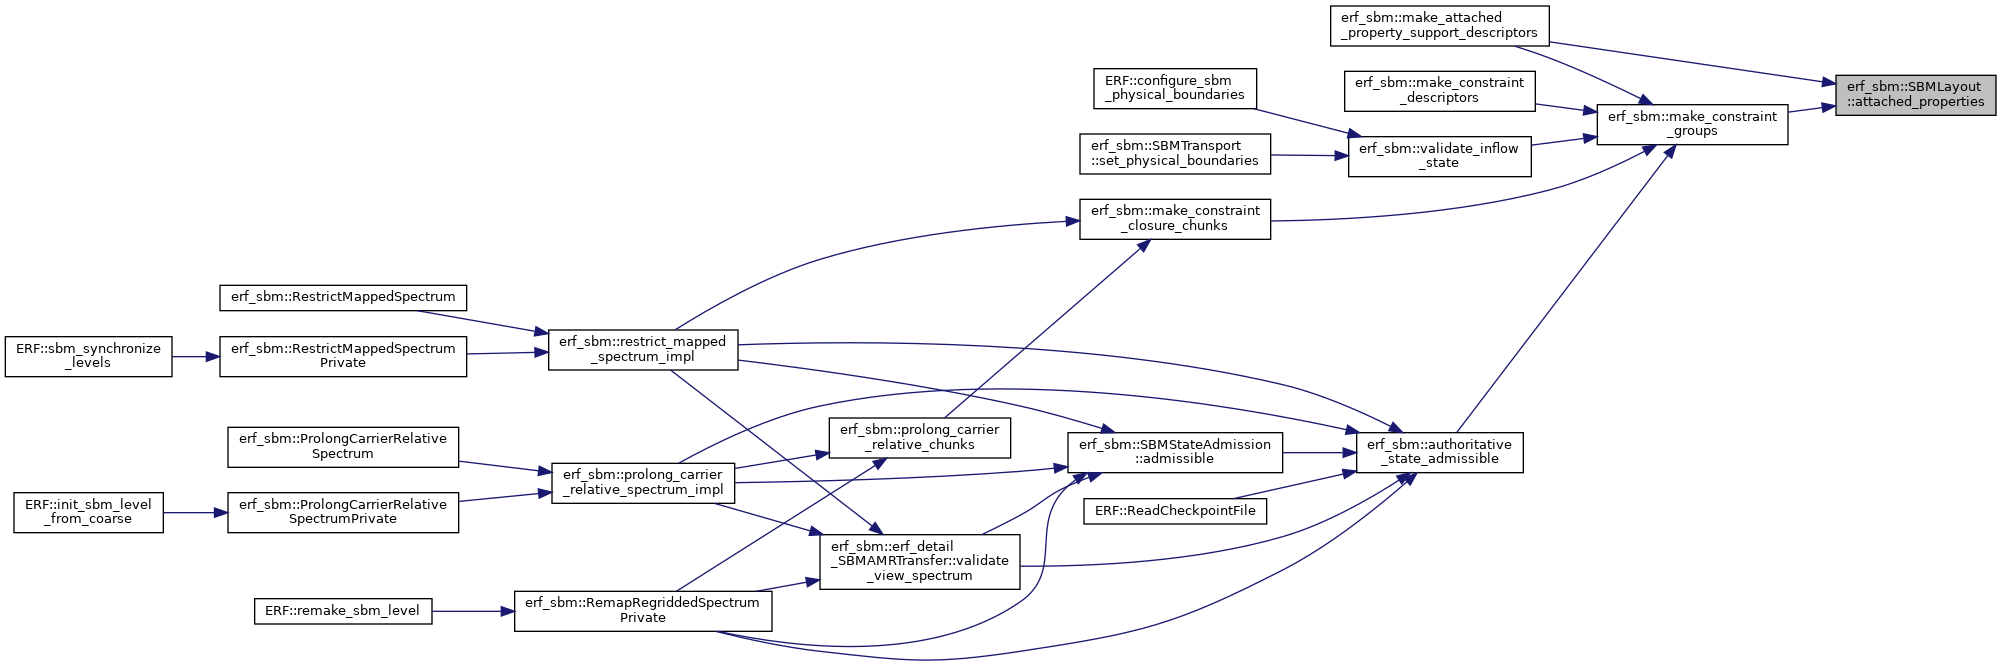 erf_sbm::make_attached
_property_support_descriptors
ERF::configure_sbm
_physical_boundaries
erf_sbm::make_constraint
_descriptors
erf_sbm::SBMLayout
::attached_properties
erf_sbm::make_constraint
_groups
erf_sbm::SBMTransport
::set_physical_boundaries
erf_sbm::validate_inflow
_state
erf_sbm::make_constraint
_closure_chunks
erf_sbm::RestrictMappedSpectrum
ERF::sbm_synchronize
_levels
erf_sbm::RestrictMappedSpectrum
Private
erf_sbm::restrict_mapped
_spectrum_impl
erf_sbm::ProlongCarrierRelative
Spectrum
erf_sbm::prolong_carrier
_relative_chunks
erf_sbm::SBMStateAdmission
::admissible
erf_sbm::authoritative
_state_admissible
erf_sbm::prolong_carrier
_relative_spectrum_impl
ERF::init_sbm_level
_from_coarse
erf_sbm::ProlongCarrierRelative
SpectrumPrivate
ERF::ReadCheckpointFile
erf_sbm::erf_detail
_SBMAMRTransfer::validate
_view_spectrum
ERF::remake_sbm_level
erf_sbm::RemapRegriddedSpectrum
Private